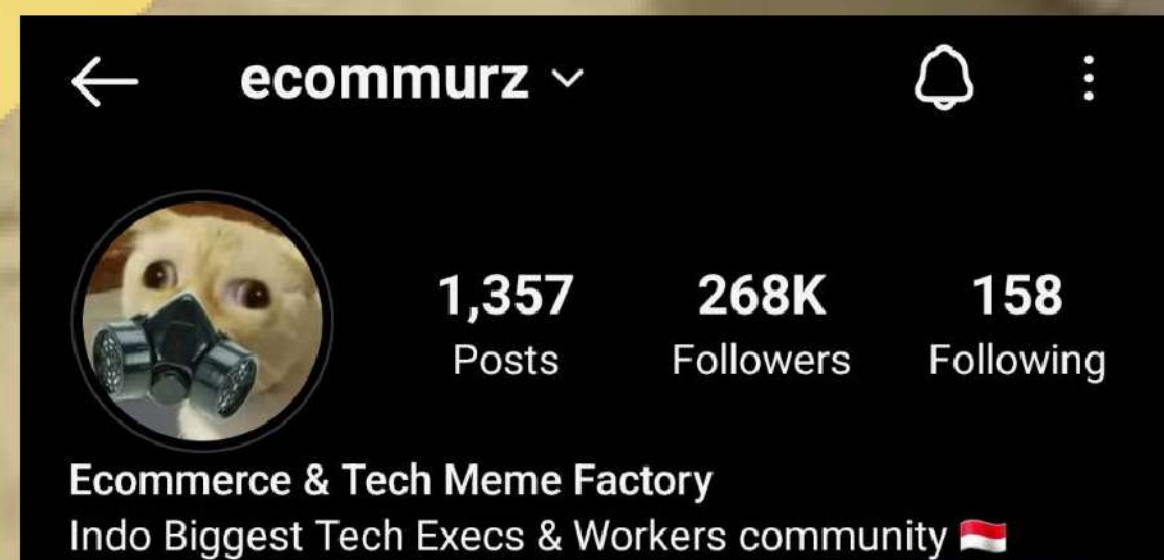 ecommurz
1,357 268K 158
Posts Followers Following
Ecommerce & Tech Meme Factory
Indo Biggest Tech Execs & Workers community 🇮🇩